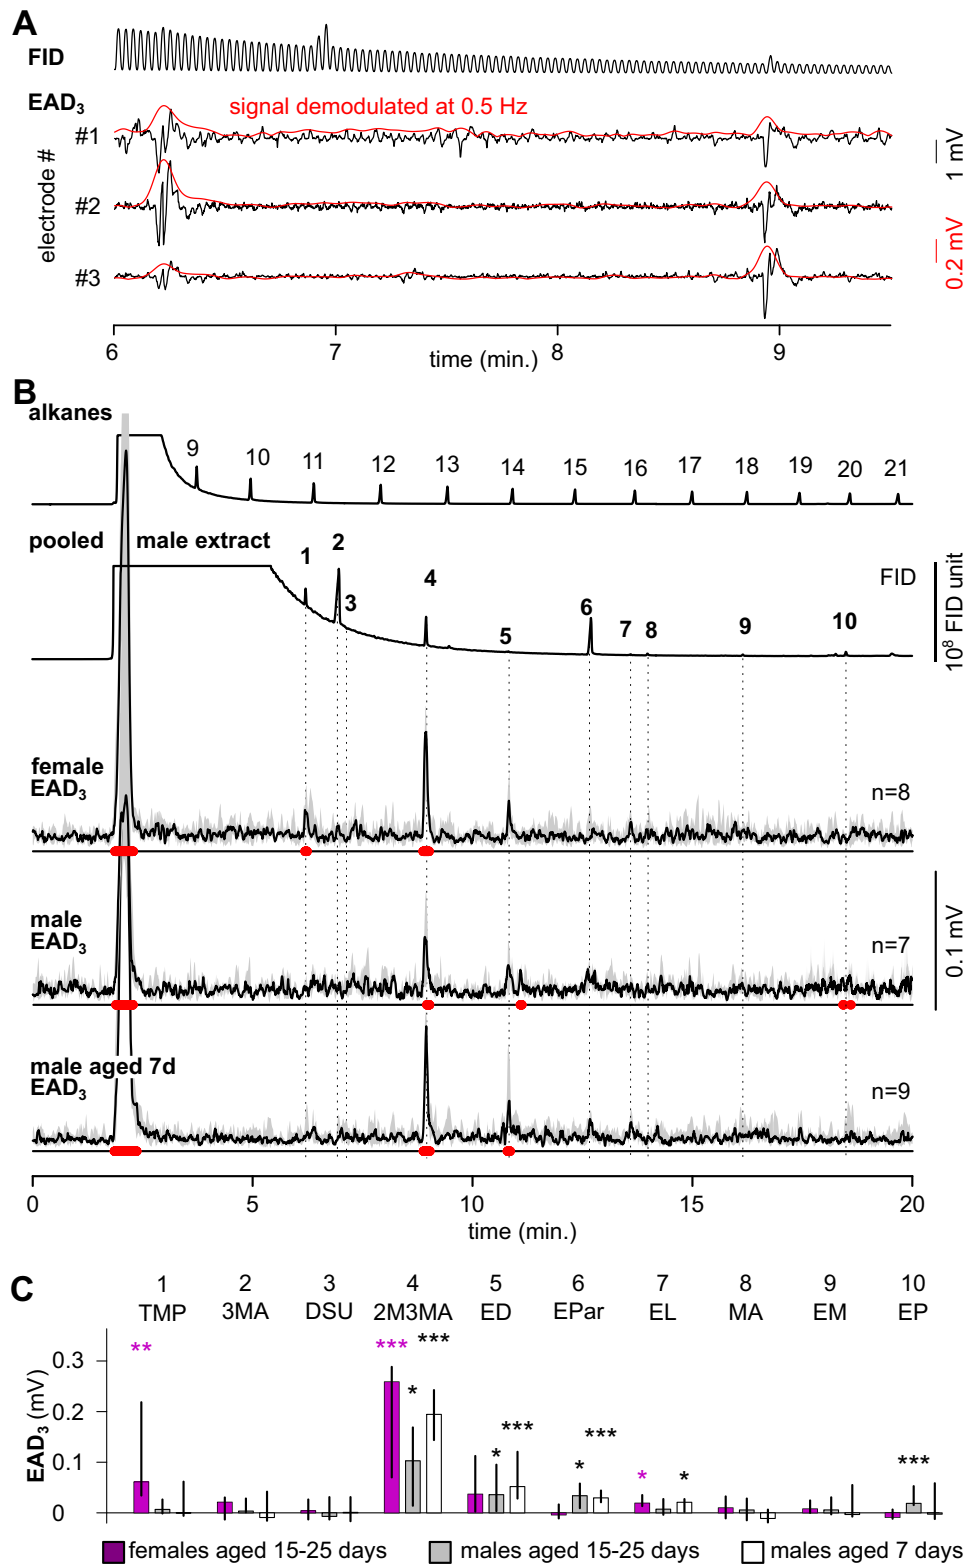 A
FID
EAD3
signal demodulated at 0.5 Hz
#1
#2
#3
electrode #
1 mV
0.2 mV
6 7 8 9
time (min.)
B
alkanes
9 10 11 12 13 14 15 16 17 18 19 20 21
pooled male extract
1 2 3 4 5 6 7 8 9 10
FID
10⁸ FID unit
female
EAD3
n=8
male
EAD3
n=7
0.1 mV
male aged 7d
EAD3
n=9
0 5 10 15 20
time (min.)
C
1 2 3 4 5 6 7 8 9 10
TMP 3MA DSU 2M3MA ED EPar EL MA EM EP
** *** * *** * *** * *** * * ***
EAD3 (mV)
0.3
0.2
0.1
0
females aged 15-25 days males aged 15-25 days males aged 7 days